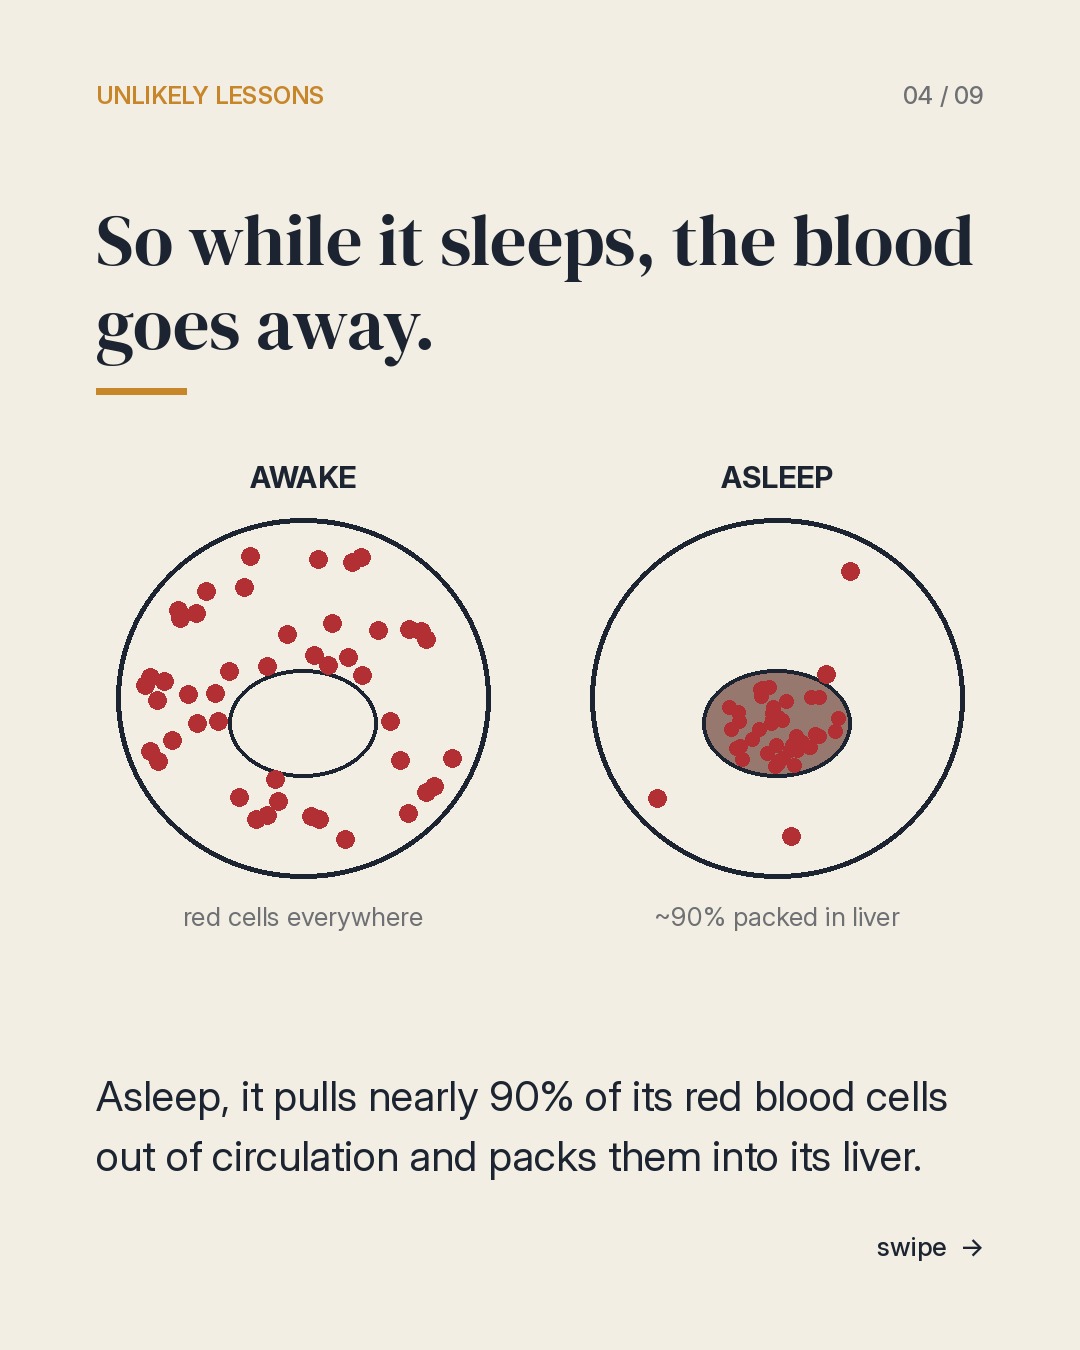 UNLIKELY LESSONS
04 / 09
So while it sleeps, the blood
goes away.
AWAKE
ASLEEP
red cells everywhere
~90% packed in liver
Asleep, it pulls nearly 90% of its red blood cells
out of circulation and packs them into its liver.
swipe →